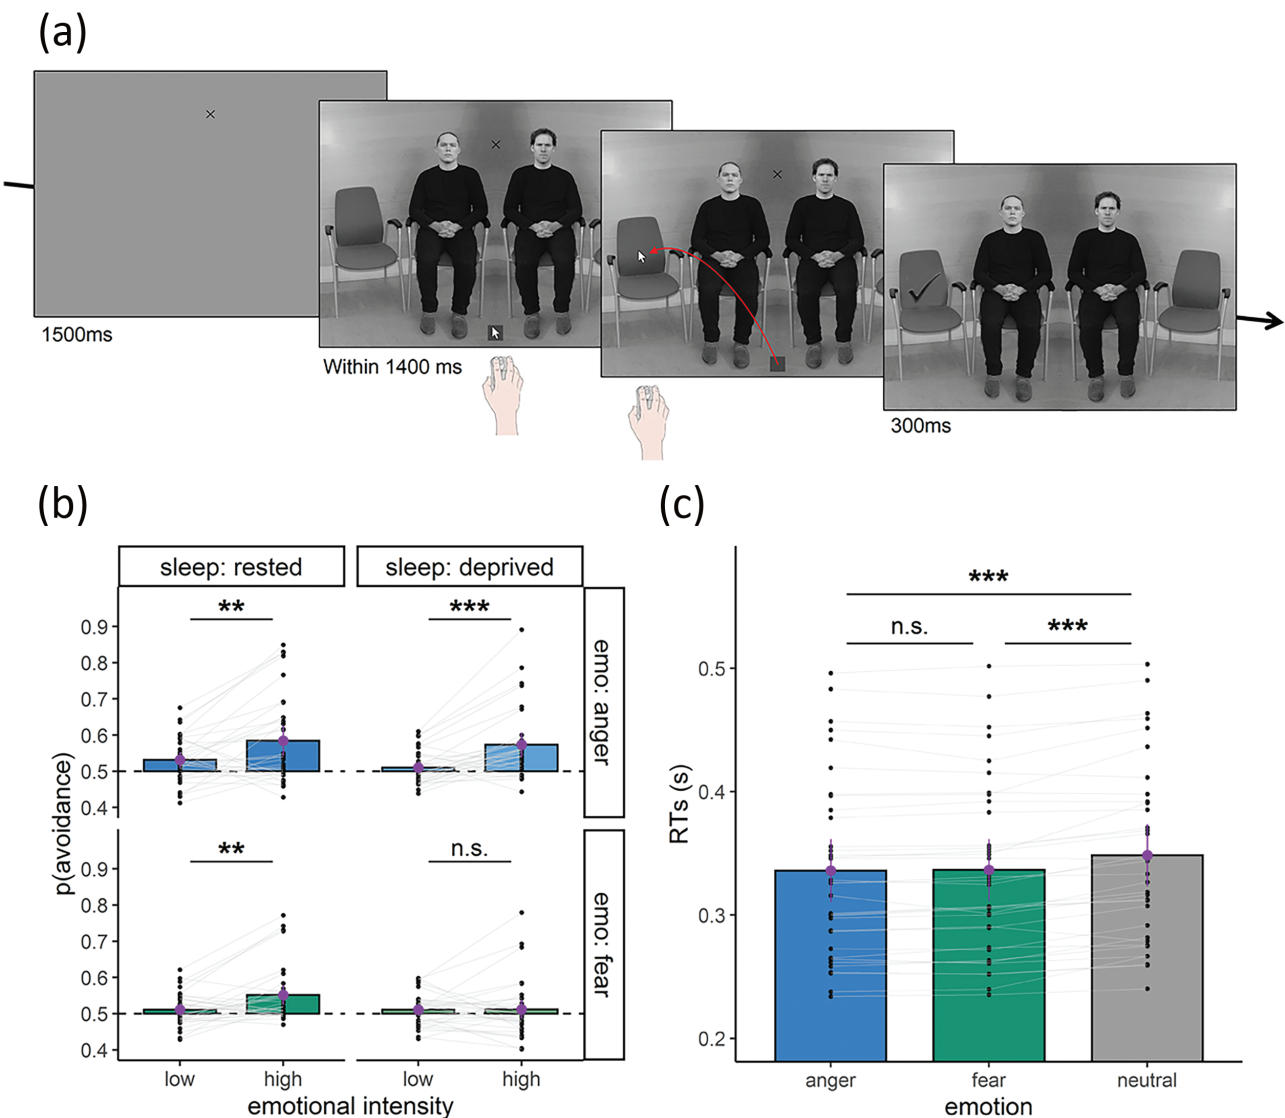 (a)
1500ms
Within 1400 ms
300ms
(b)
sleep: rested
sleep: deprived
**
***
emo: anger
0.9
0.8
0.7
0.6
0.5
0.4
p(avoidance)
**
n.s.
emo: fear
0.9
0.8
0.7
0.6
0.5
0.4
low
high
low
high
emotional intensity
(c)
***
n.s.
***
0.5
0.4
0.3
0.2
RTs (s)
anger
fear
neutral
emotion